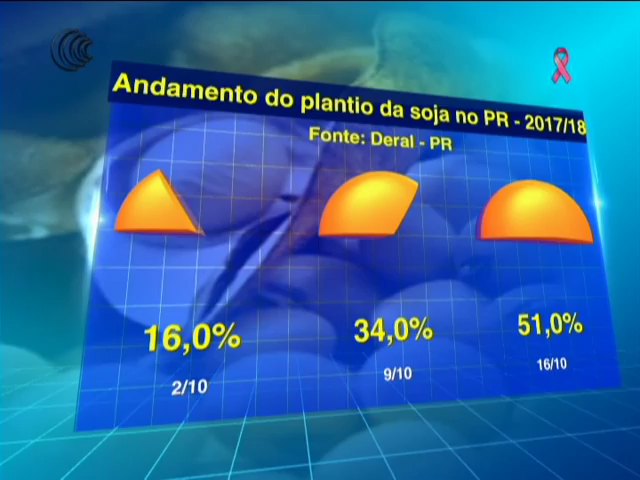 Andamento do plantio da soja no PR - 2017/18
Fonte: Deral - PR
16,0% 34,0% 51,0%
2/10 9/10 16/10